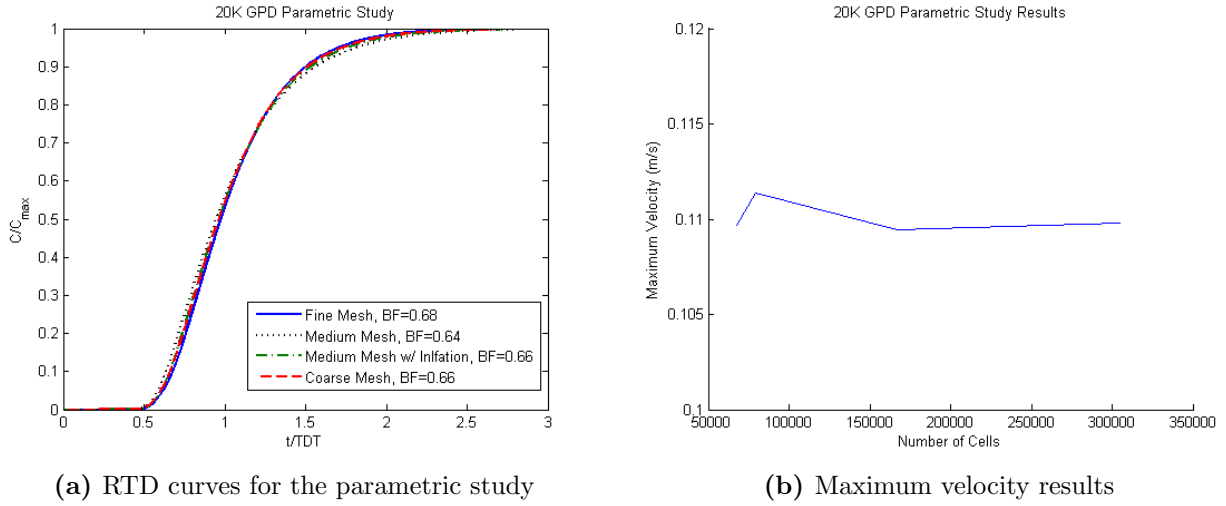 20K GPD Parametric Study
C/Cmax
1
0.9
0.8
0.7
0.6
0.5
0.4
0.3
0.2
0.1
0
Fine Mesh, BF=0.68
Medium Mesh, BF=0.64
Medium Mesh w/ Inlfation, BF=0.66
Coarse Mesh, BF=0.66
0 0.5 1 1.5 2 2.5 3
t/TDT
(a) RTD curves for the parametric study
20K GPD Parametric Study Results
Maximum Velocity (m/s)
0.12
0.115
0.11
0.105
0.1
50000 100000 150000 200000 250000 300000 350000
Number of Cells
(b) Maximum velocity results